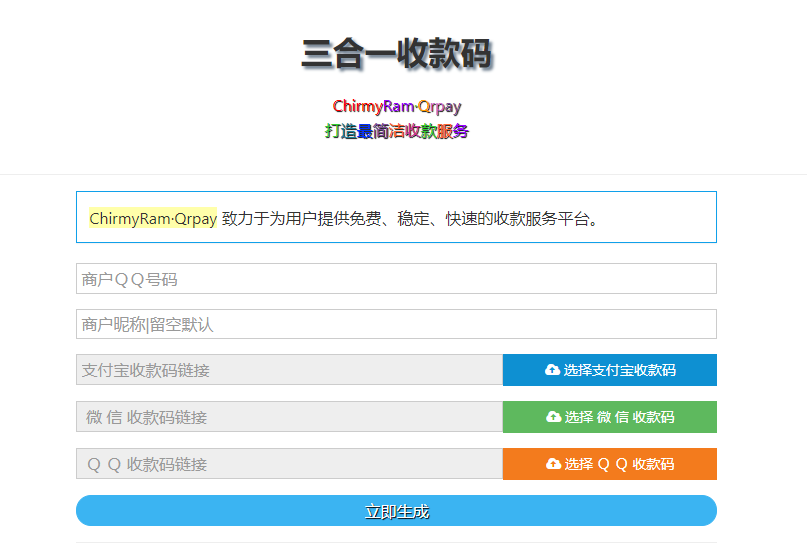 三合一收款码
ChirmyRam·Qrpay
打造最简洁收款服务
ChirmyRam·Qrpay 致力于为用户提供免费、稳定、快速的收款服务平台。
商户ＱＱ号码
商户昵称|留空默认
支付宝收款码链接
选择支付宝收款码
微 信 收款码链接
选择 微 信 收款码
Ｑ Ｑ 收款码链接
选择 Ｑ Ｑ 收款码
立即生成